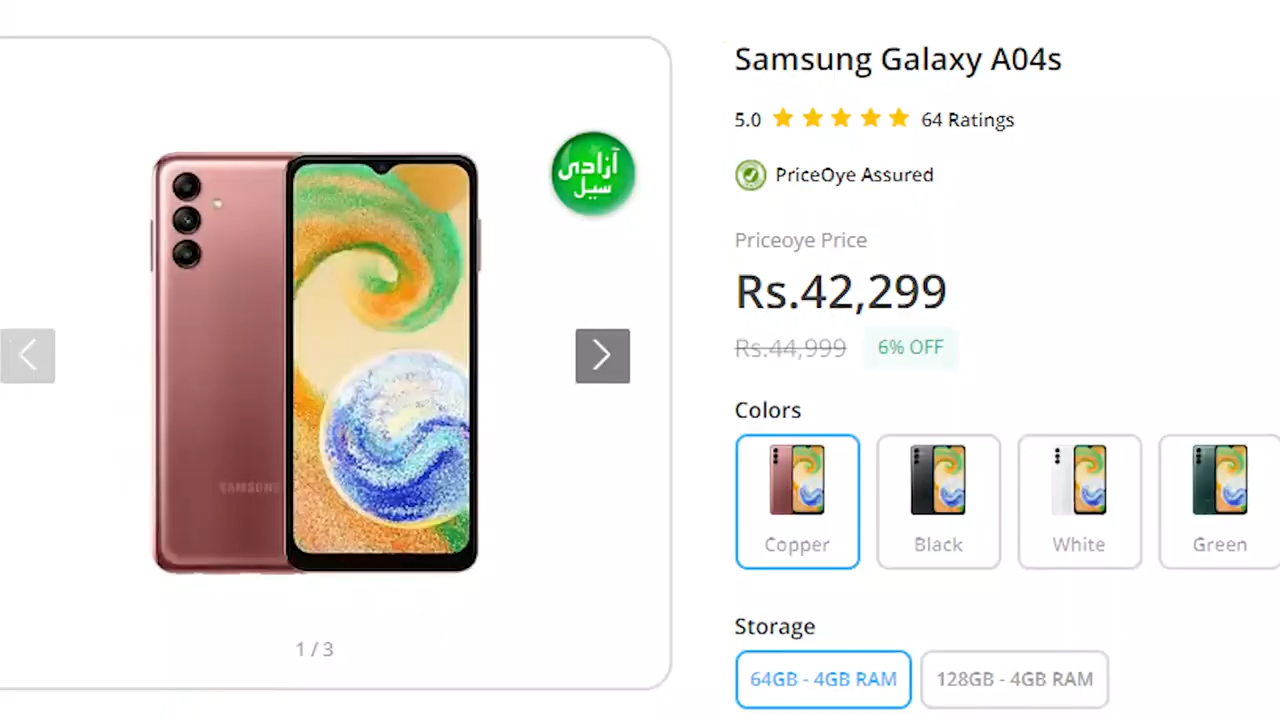 Samsung Galaxy A04s
5.0 64 Ratings
PriceOye Assured
آزادی
سیل
Priceoye Price
Rs.42,299
Rs.44,999 6% OFF
SAMSUNG
Colors
Copper Black White Green
1 / 3
Storage
64GB - 4GB RAM 128GB - 4GB RAM